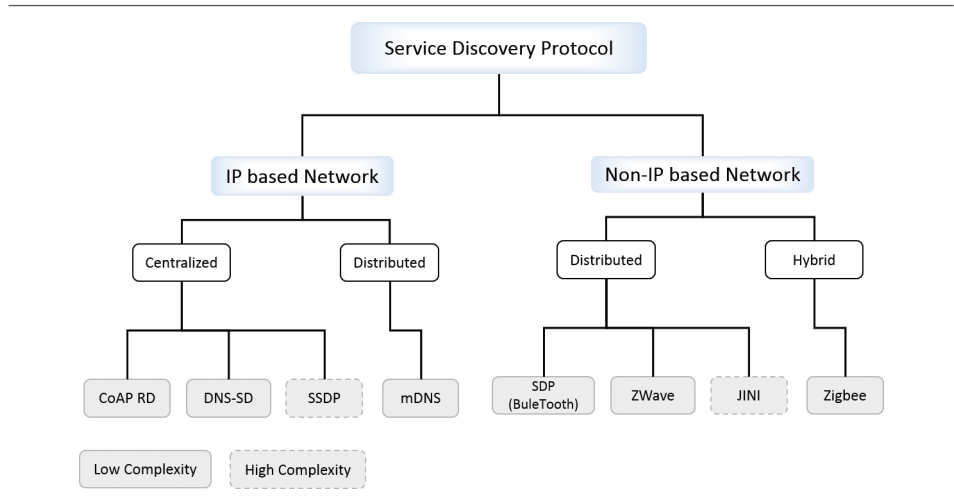 Service Discovery Protocol
IP based Network
Non-IP based Network
Centralized
Distributed
Distributed
Hybrid
CoAP RD
DNS-SD
SSDP
mDNS
SDP
(BuleTooth)
ZWave
JINI
Zigbee
Low Complexity
High Complexity